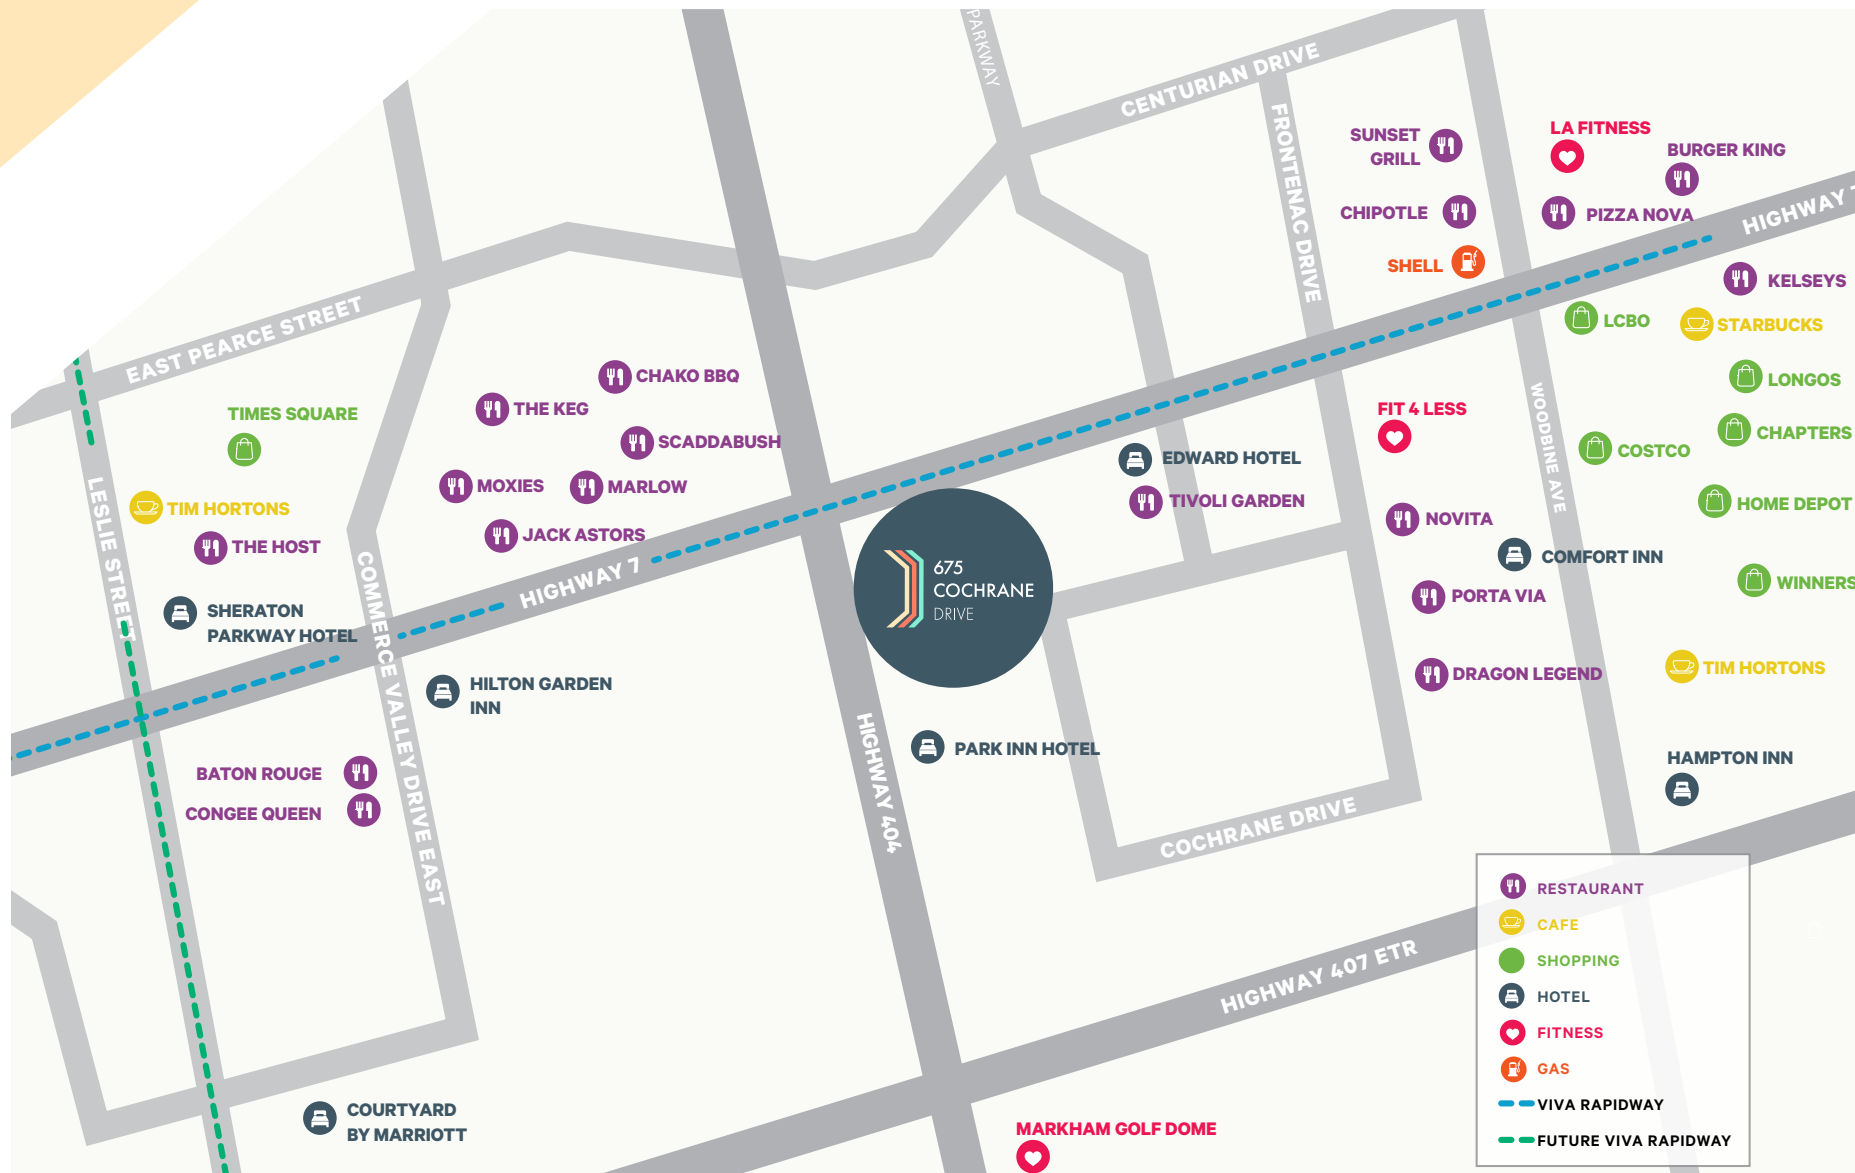 PARKWAY
CENTURIAN DRIVE
FRONTENAC DRIVE
SUNSET
GRILL
LA FITNESS
BURGER KING
CHIPOTLE
PIZZA NOVA
HIGHWAY 7
SHELL
KELSEYS
LCBO
STARBUCKS
EAST PEARCE STREET
CHAKO BBQ
LONGOS
TIMES SQUARE
THE KEG
FIT 4 LESS
WOODBINE AVE
CHAPTERS
SCADDABUSH
COSTCO
EDWARD HOTEL
MOXIES
MARLOW
TIVOLI GARDEN
HOME DEPOT
LESLIE STREET
TIM HORTONS
NOVITA
JACK ASTORS
THE HOST
COMFORT INN
HIGHWAY 7
675
COCHRANE
DRIVE
WINNERS
PORTA VIA
SHERATON
PARKWAY HOTEL
COMMERCE VALLEY DRIVE EAST
HILTON GARDEN
INN
DRAGON LEGEND
TIM HORTONS
HIGHWAY 404
PARK INN HOTEL
HAMPTON INN
BATON ROUGE
CONGEE QUEEN
COCHRANE DRIVE
HIGHWAY 407 ETR
COURTYARD
BY MARRIOTT
MARKHAM GOLF DOME
RESTAURANT
CAFE
SHOPPING
HOTEL
FITNESS
GAS
VIVA RAPIDWAY
FUTURE VIVA RAPIDWAY